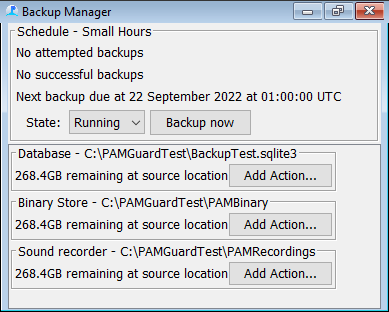 Backup Manager
Schedule - Small Hours
No attempted backups
No successful backups
Next backup due at 22 September 2022 at 01:00:00 UTC
State: Running Backup now
Database - C:\PAMGuardTest\BackupTest.sqlite3
268.4GB remaining at source location Add Action...
Binary Store - C:\PAMGuardTest\PAMBinary
268.4GB remaining at source location Add Action...
Sound recorder - C:\PAMGuardTest\PAMRecordings
268.4GB remaining at source location Add Action...